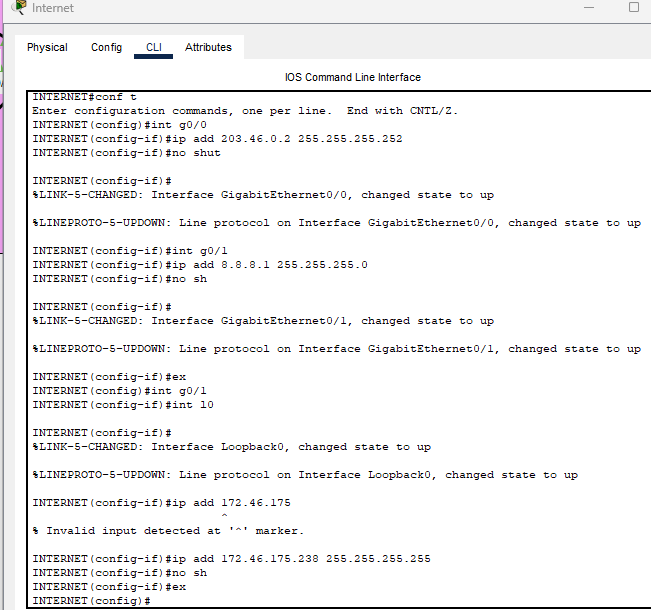 Internet
Physical Config CLI Attributes
IOS Command Line Interface
INTERNET#conf t
Enter configuration commands, one per line. End with CNTL/Z.
INTERNET(config)#int g0/0
INTERNET(config-if)#ip add 203.46.0.2 255.255.255.252
INTERNET(config-if)#no shut
INTERNET(config-if)#
%LINK-5-CHANGED: Interface GigabitEthernet0/0, changed state to up
%LINEPROTO-5-UPDOWN: Line protocol on Interface GigabitEthernet0/0, changed state to up
INTERNET(config-if)#int g0/1
INTERNET(config-if)#ip add 8.8.8.1 255.255.255.0
INTERNET(config-if)#no sh
INTERNET(config-if)#
%LINK-5-CHANGED: Interface GigabitEthernet0/1, changed state to up
%LINEPROTO-5-UPDOWN: Line protocol on Interface GigabitEthernet0/1, changed state to up
INTERNET(config-if)#ex
INTERNET(config)#int g0/1
INTERNET(config-if)#int l0
INTERNET(config-if)#
%LINK-5-CHANGED: Interface Loopback0, changed state to up
%LINEPROTO-5-UPDOWN: Line protocol on Interface Loopback0, changed state to up
INTERNET(config-if)#ip add 172.46.175
^
% Invalid input detected at '^' marker.
INTERNET(config-if)#ip add 172.46.175.238 255.255.255.255
INTERNET(config-if)#no sh
INTERNET(config-if)#ex
INTERNET(config)#